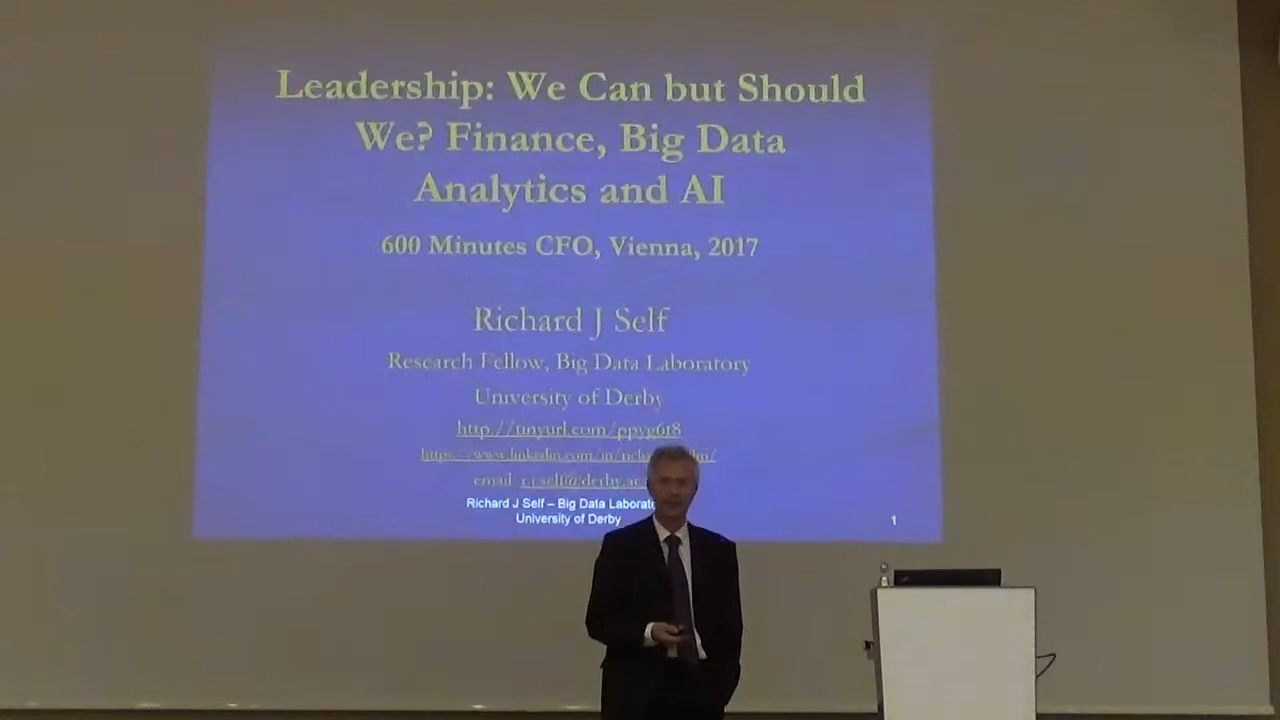 Leadership: We Can but Should
We? Finance, Big Data
Analytics and AI
600 Minutes CFO, Vienna, 2017
Richard J Self
Research Fellow, Big Data Laboratory
University of Derby
http://tinyurl.com/ppyg6t8
email
Richard J Self – Big Data
University of Derby
1